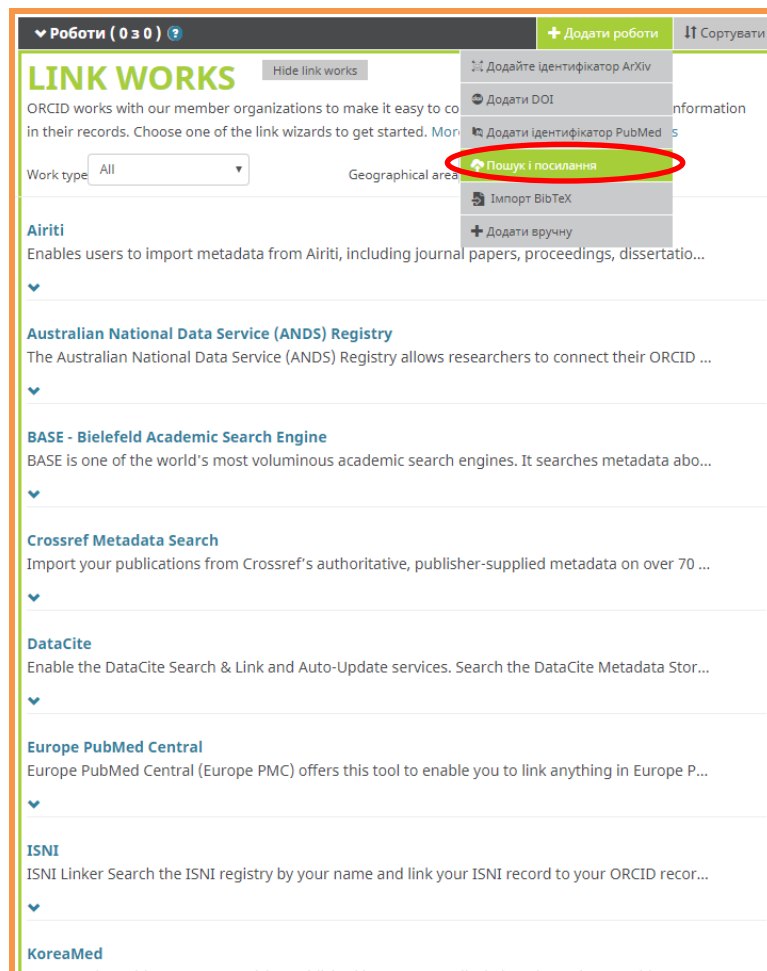 Роботи ( 0 з 0 ) ?
Додати роботи
Сортувати
LINK WORKS
Hide link works
Додайте ідентифікатор ArXiv
Додати DOI
Додати ідентифікатор PubMed
Пошук і посилання
Імпорт BibTeX
Додати вручну
ORCID works with our member organizations to make it easy to co nformation
in their records. Choose one of the link wizards to get started. Mor s
Work type All
Geographical area
Airiti
Enables users to import metadata from Airiti, including journal papers, proceedings, dissertatio...
Australian National Data Service (ANDS) Registry
The Australian National Data Service (ANDS) Registry allows researchers to connect their ORCID ...
BASE - Bielefeld Academic Search Engine
BASE is one of the world's most voluminous academic search engines. It searches metadata abo...
Crossref Metadata Search
Import your publications from Crossref's authoritative, publisher-supplied metadata on over 70 ...
DataCite
Enable the DataCite Search & Link and Auto-Update services. Search the DataCite Metadata Stor...
Europe PubMed Central
Europe PubMed Central (Europe PMC) offers this tool to enable you to link anything in Europe P...
ISNI
ISNI Linker Search the ISNI registry by your name and link your ISNI record to your ORCID recor...
KoreaMed